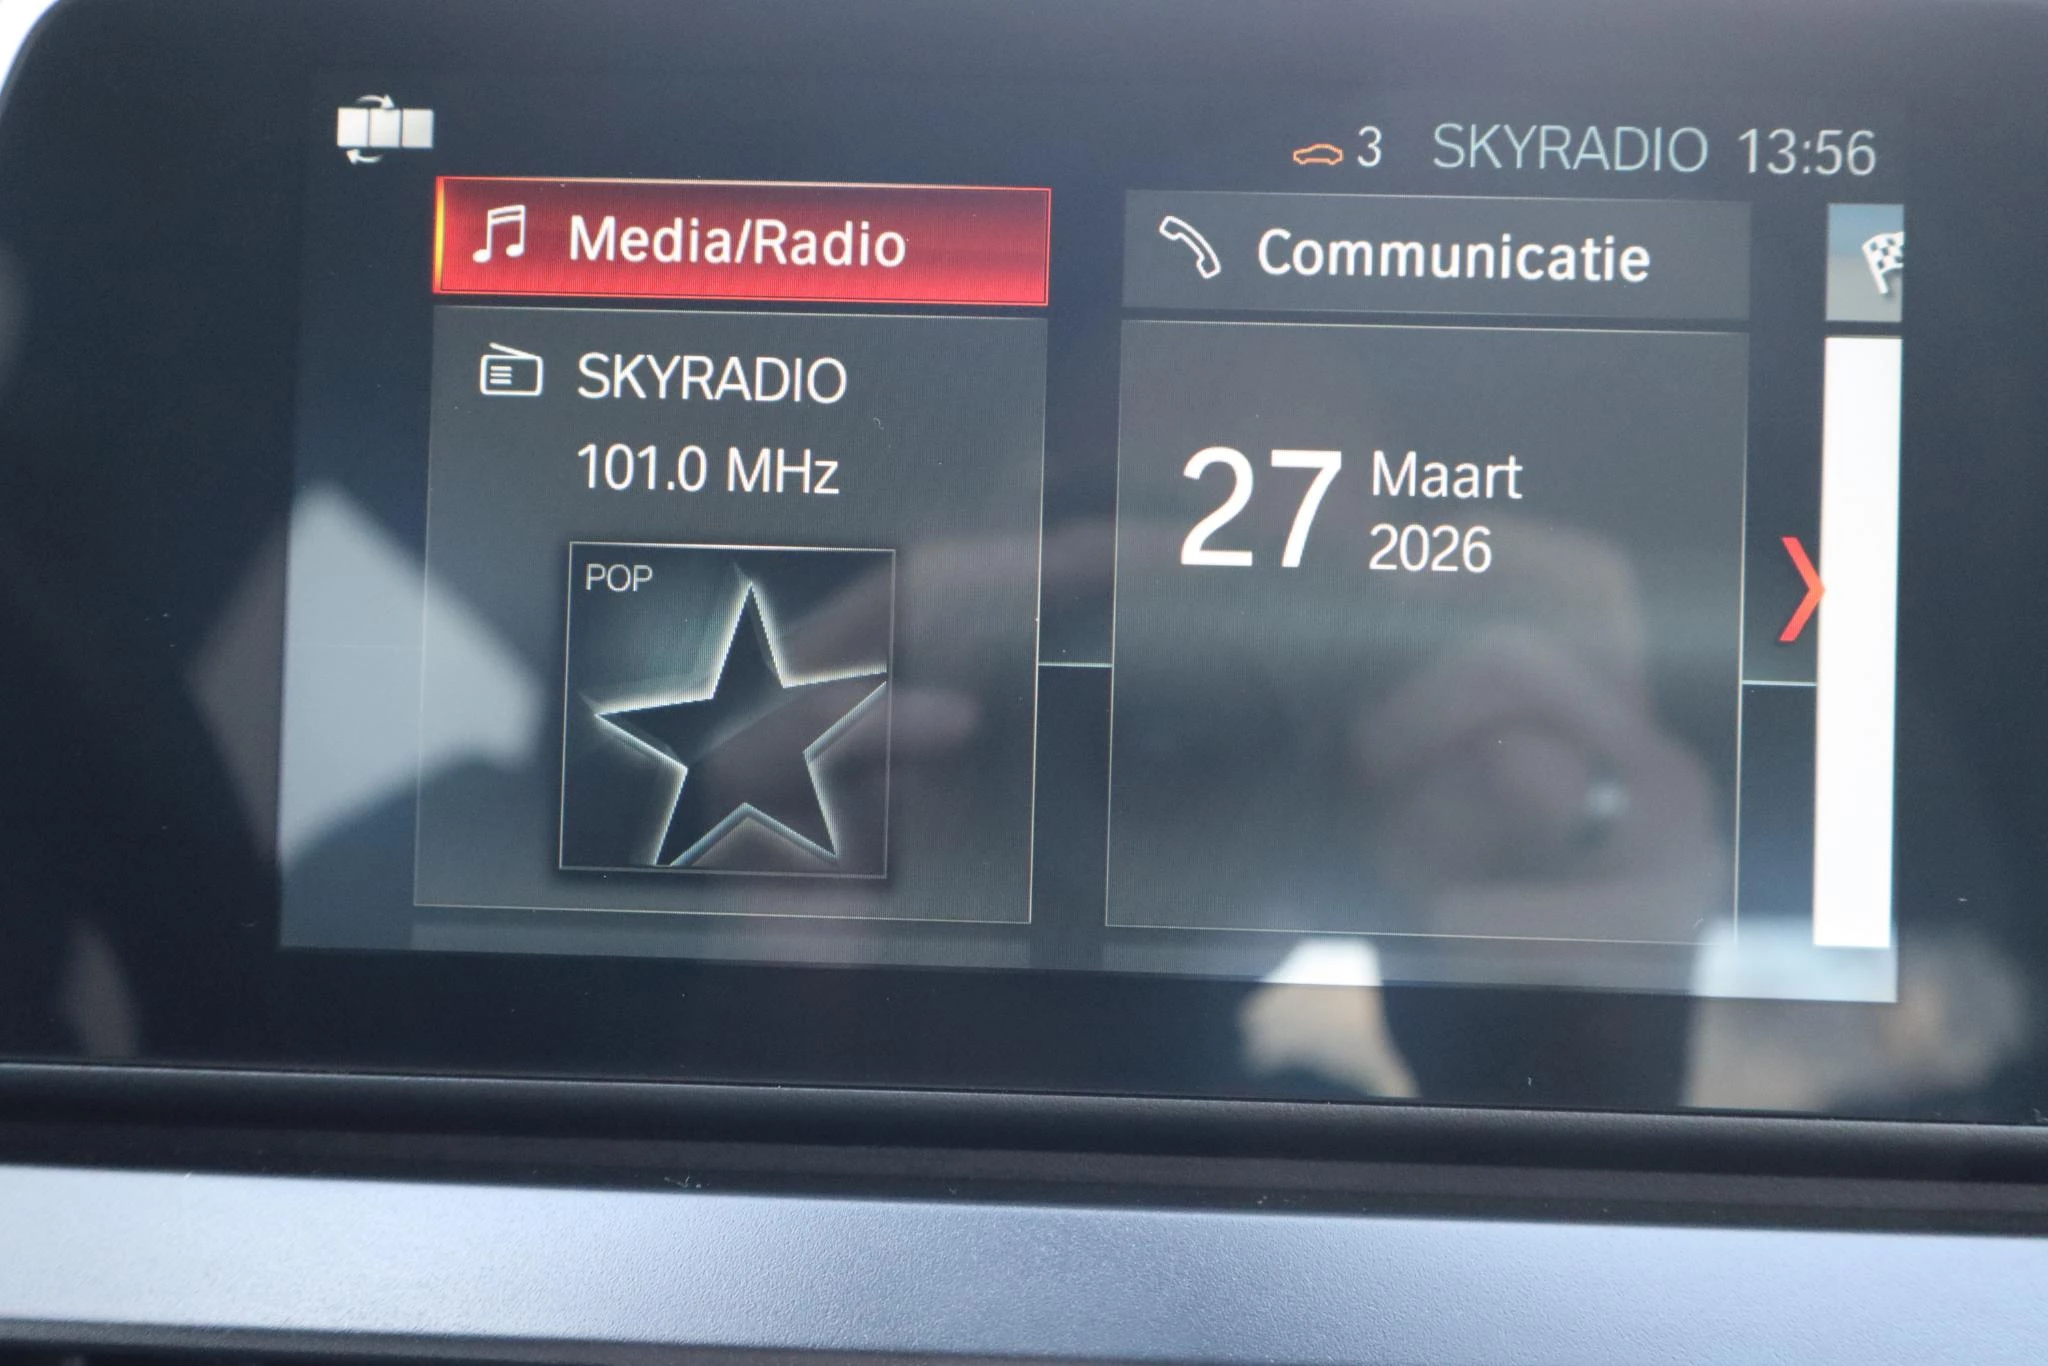 3 SKYRADIO 13:56
Media/Radio
Communicatie
SKYRADIO
101.0 MHz
POP
27 Maart
2026